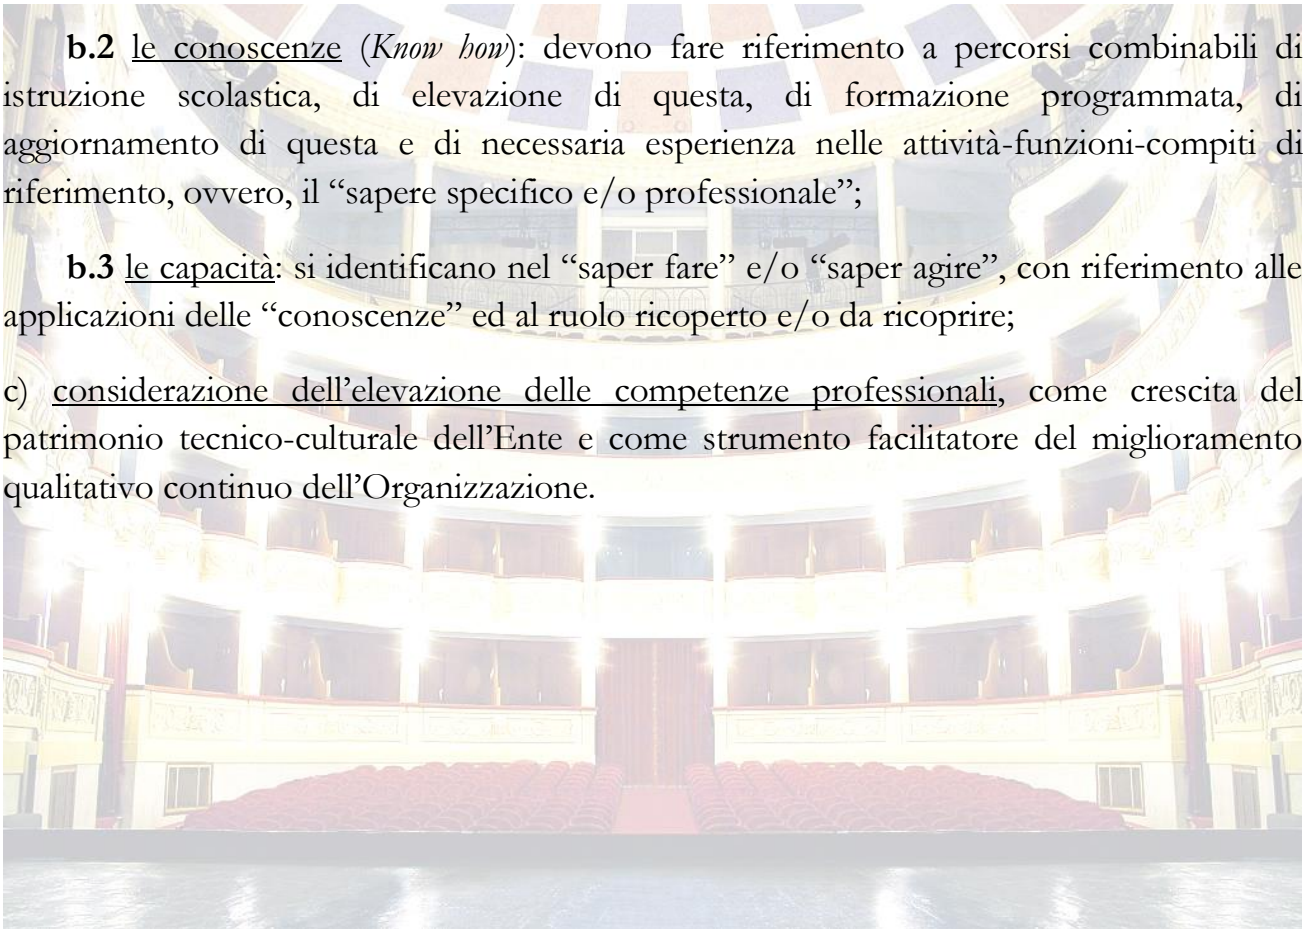 b.2 le conoscenze (Know how): devono fare riferimento a percorsi combinabili di
istruzione scolastica, di elevazione di questa, di formazione programmata, di
aggiornamento di questa e di necessaria esperienza nelle attività-funzioni-compiti di
riferimento, ovvero, il “sapere specifico e/o professionale”;
b.3 le capacità: si identificano nel “saper fare” e/o “saper agire”, con riferimento alle
applicazioni delle “conoscenze” ed al ruolo ricoperto e/o da ricoprire;
c) considerazione dell’elevazione delle competenze professionali, come crescita del
patrimonio tecnico-culturale dell’Ente e come strumento facilitatore del miglioramento
qualitativo continuo dell’Organizzazione.